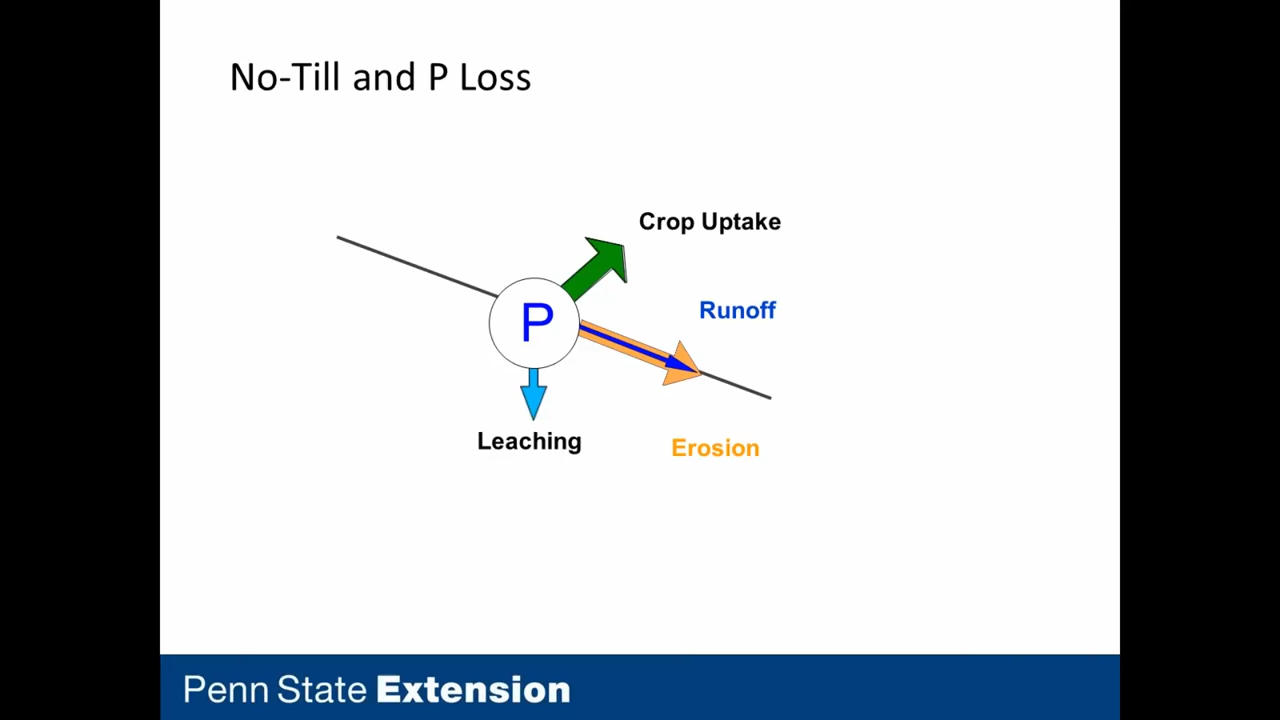 No-Till and P Loss
Crop Uptake
Runoff
P
Leaching
Erosion
Penn State Extension